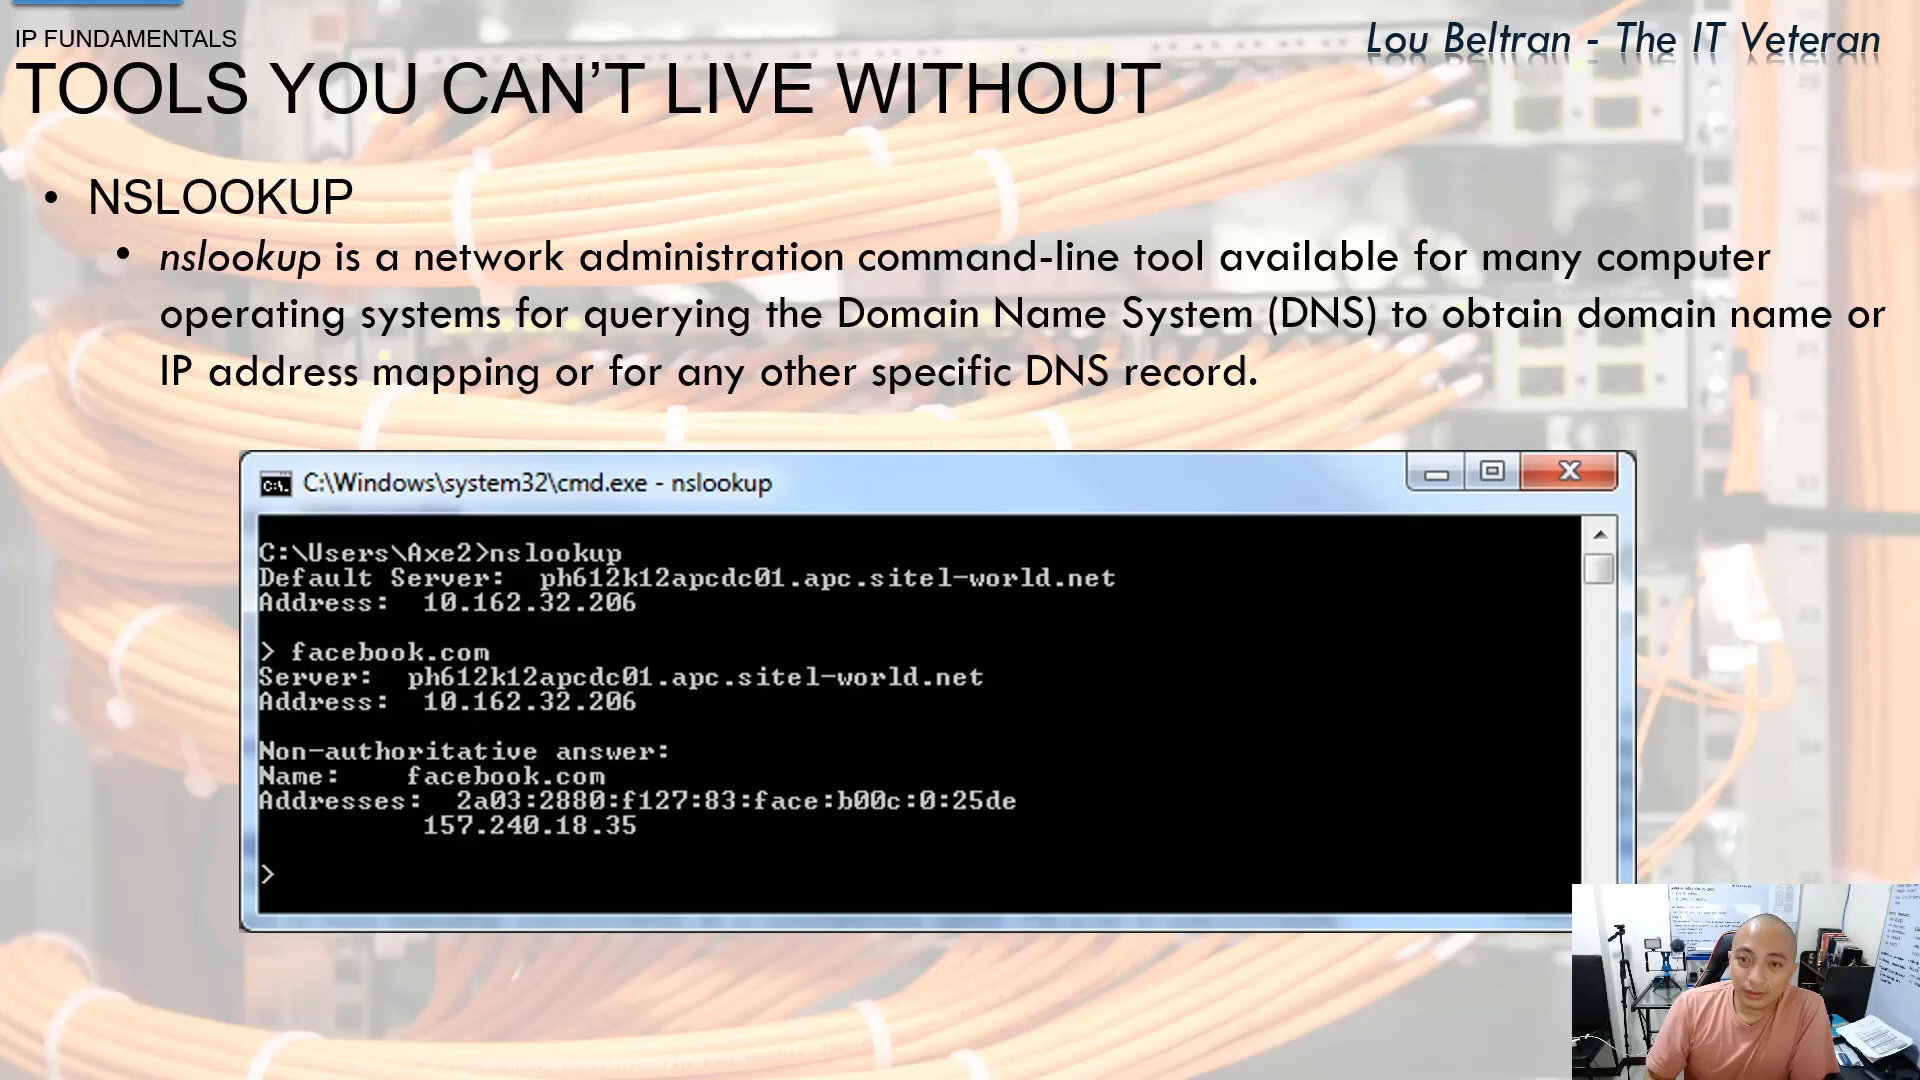 IP FUNDAMENTALS
Lou Beltran - The IT Veteran
TOOLS YOU CAN’T LIVE WITHOUT
• NSLOOKUP
• nslookup is a network administration command-line tool available for many computer
operating systems for querying the Domain Name System (DNS) to obtain domain name or
IP address mapping or for any other specific DNS record.
C:\Windows\system32\cmd.exe - nslookup
C:\Users\Axe2>nslookup
Default Server:  ph612k12apcdc01.apc.sitel-world.net
Address:  10.162.32.206
> facebook.com
Server:  ph612k12apcdc01.apc.sitel-world.net
Address:  10.162.32.206
Non-authoritative answer:
Name:    facebook.com
Addresses:  2a03:2880:f127:83:face:b00c:0:25de
157.240.18.35
>